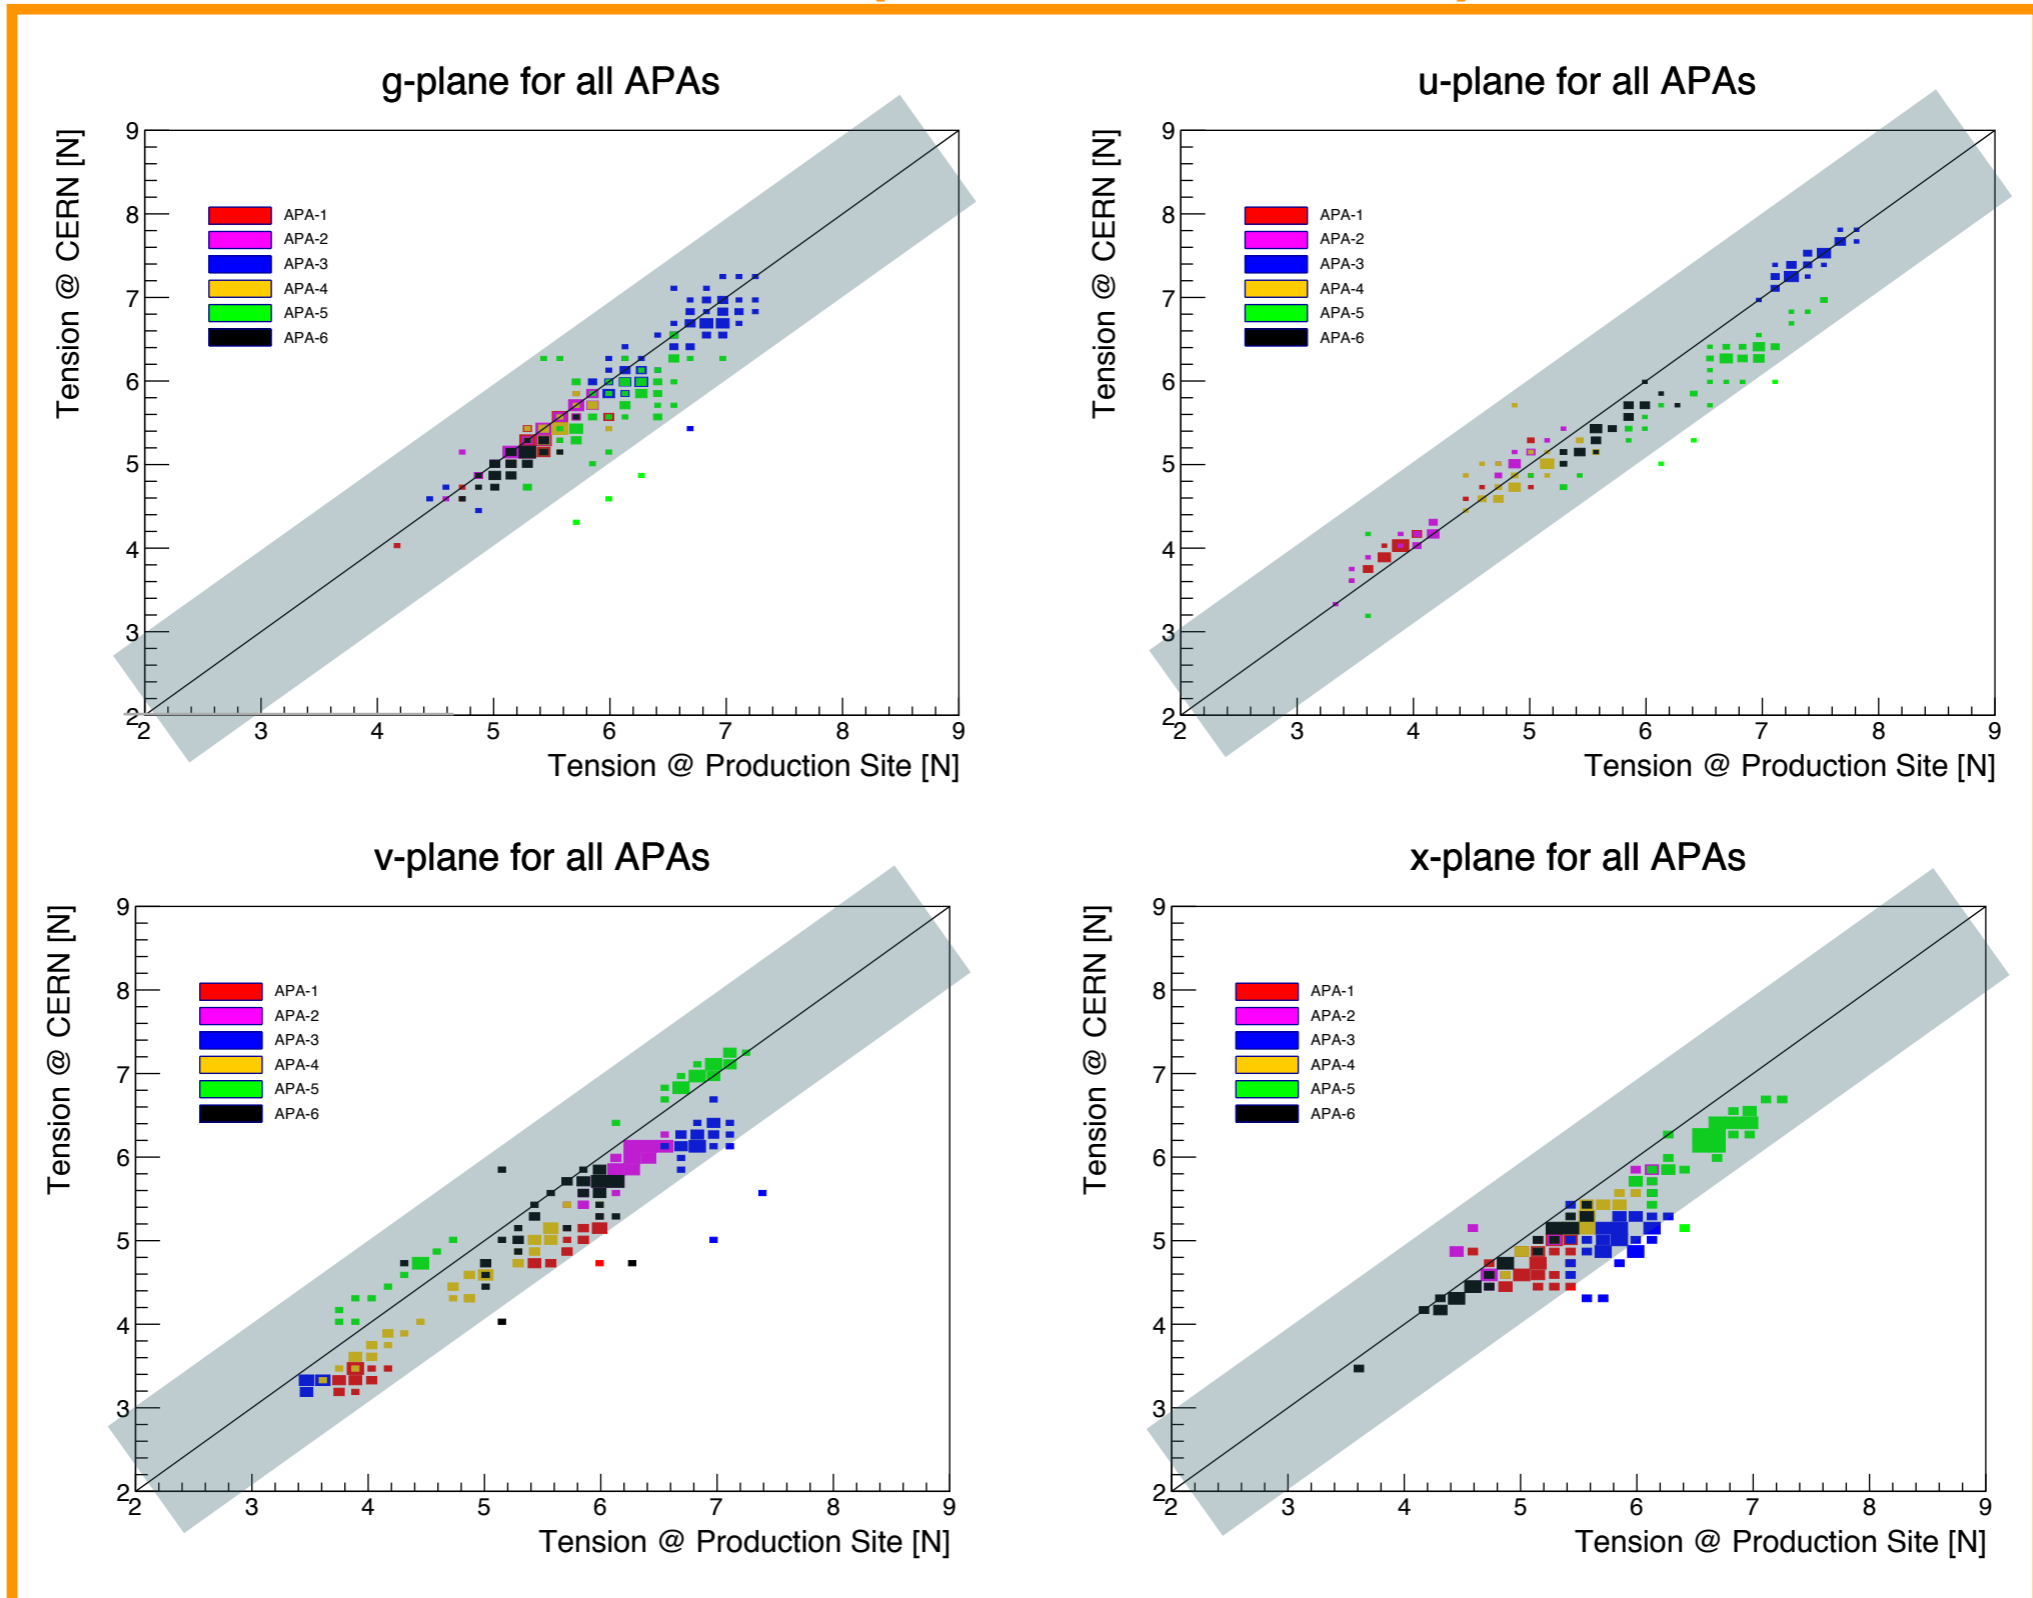 g-plane for all APAs
Tension @ CERN [N]
9
8
7
6
5
4
3
2
APA-1
APA-2
APA-3
APA-4
APA-5
APA-6
2 3 4 5 6 7 8 9
Tension @ Production Site [N]
u-plane for all APAs
Tension @ CERN [N]
9
8
7
6
5
4
3
2
APA-1
APA-2
APA-3
APA-4
APA-5
APA-6
2 3 4 5 6 7 8 9
Tension @ Production Site [N]
v-plane for all APAs
Tension @ CERN [N]
9
8
7
6
5
4
3
2
APA-1
APA-2
APA-3
APA-4
APA-5
APA-6
2 3 4 5 6 7 8 9
Tension @ Production Site [N]
x-plane for all APAs
Tension @ CERN [N]
9
8
7
6
5
4
3
2
APA-1
APA-2
APA-3
APA-4
APA-5
APA-6
2 3 4 5 6 7 8 9
Tension @ Production Site [N]